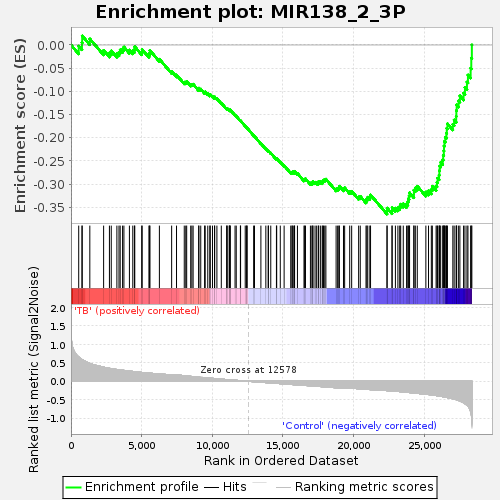 Enrichment plot: MIR138_2_3P
Enrichment score (ES)
0.00
-0.05
-0.10
-0.15
-0.20
-0.25
-0.30
-0.35
Ranked list metric (Signal2Noise)
2.0
1.5
1.0
0.5
0.0
-0.5
-1.0
'TB' (positively correlated)
Zero cross at 12578
'Control' (negatively correlated)
0
5,000
10,000
15,000
20,000
25,000
Rank in Ordered Dataset
Enrichment profile
Hits
Ranking metric scores